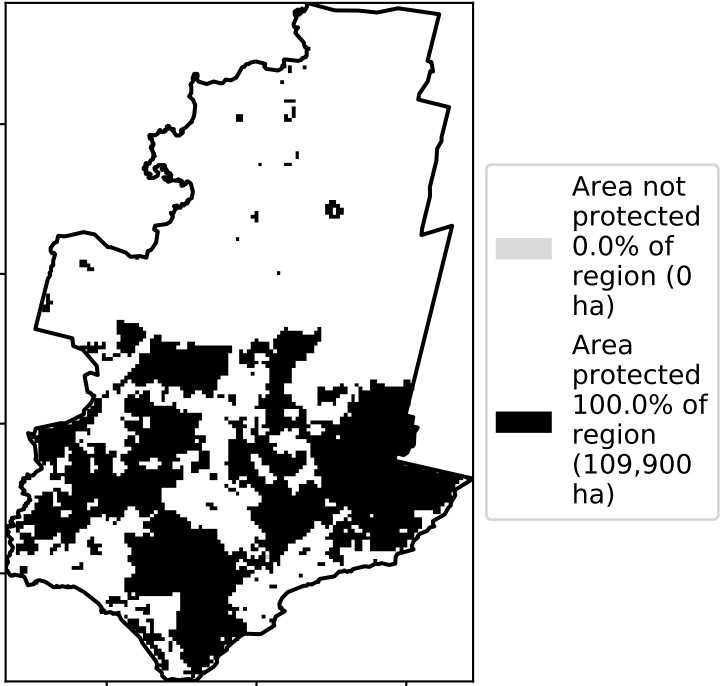 Area not
protected
0.0% of
region (0
ha)
Area
protected
100.0% of
region
(109,900
ha)